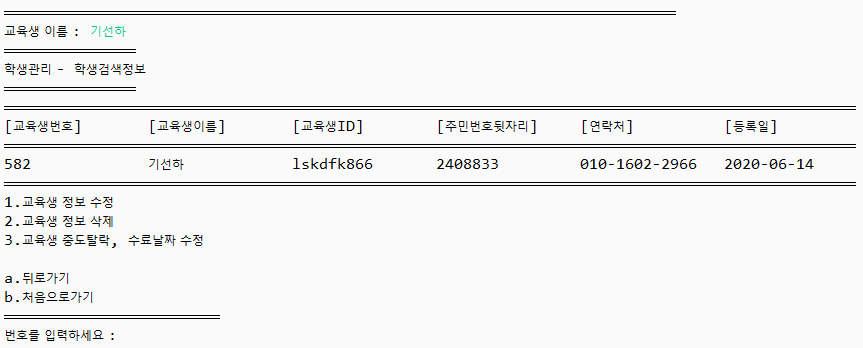 교육생 이름 : 기선하
학생관리 - 학생검색정보
[교육생번호] [교육생이름] [교육생ID] [주민번호뒷자리] [연락처] [등록일]
582 기선하 lskdfk866 2408833 010-1602-2966 2020-06-14
1.교육생 정보 수정
2.교육생 정보 삭제
3.교육생 중도탈락, 수료날짜 수정
a.뒤로가기
b.처음으로가기
번호를 입력하세요 :